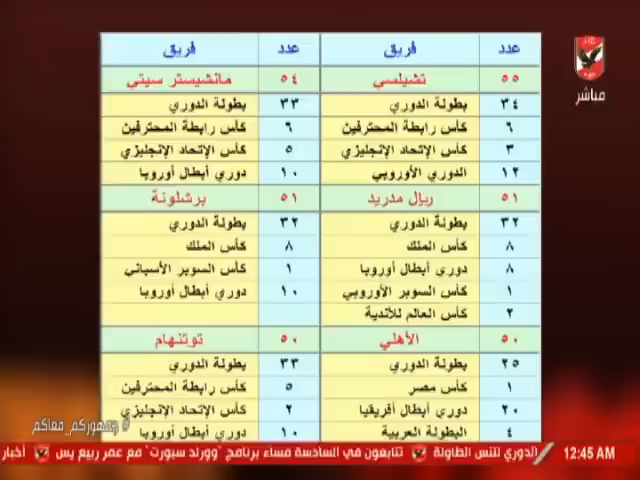 عدد فريق عدد فريق
٥٥ تشيلسي ٥٤ مانشيستر سيتي
٣٤ بطولة الدوري ٣٣ بطولة الدوري
٦ كأس رابطة المحترفين ٦ كأس رابطة المحترفين
٣ كأس الإتحاد الإنجليزي ٥ كأس الإتحاد الإنجليزي
١٢ الدوري الأوروبي ١٠ دوري أبطال أوروبا
٥١ ريال مدريد ٥١ برشلونة
٣٢ بطولة الدوري ٣٢ بطولة الدوري
٨ كأس الملك ٨ كأس الملك
٨ دوري أبطال أوروبا ١ كأس السوبر الأسباني
١ كأس السوبر الأوروبي ١٠ دوري أبطال أوروبا
٢ كأس العالم للأندية
٥٠ الأهلي ٥٠ توتنهام
٢٥ بطولة الدوري ٣٣ بطولة الدوري
١ كأس مصر ٥ كأس رابطة المحترفين
٢٠ دوري أبطال أفريقيا ٢ كأس الإتحاد الإنجليزي
٤ البطولة العربية ١٠ دوري أبطال أوروبا
مباشر
#جمهوركم_معاكم
12:45 AM الدوري لتنس الطاولة تتابعون في السادسة مساء برنامج "وورلد سبورت" مع عمر ربيع يس أخبار